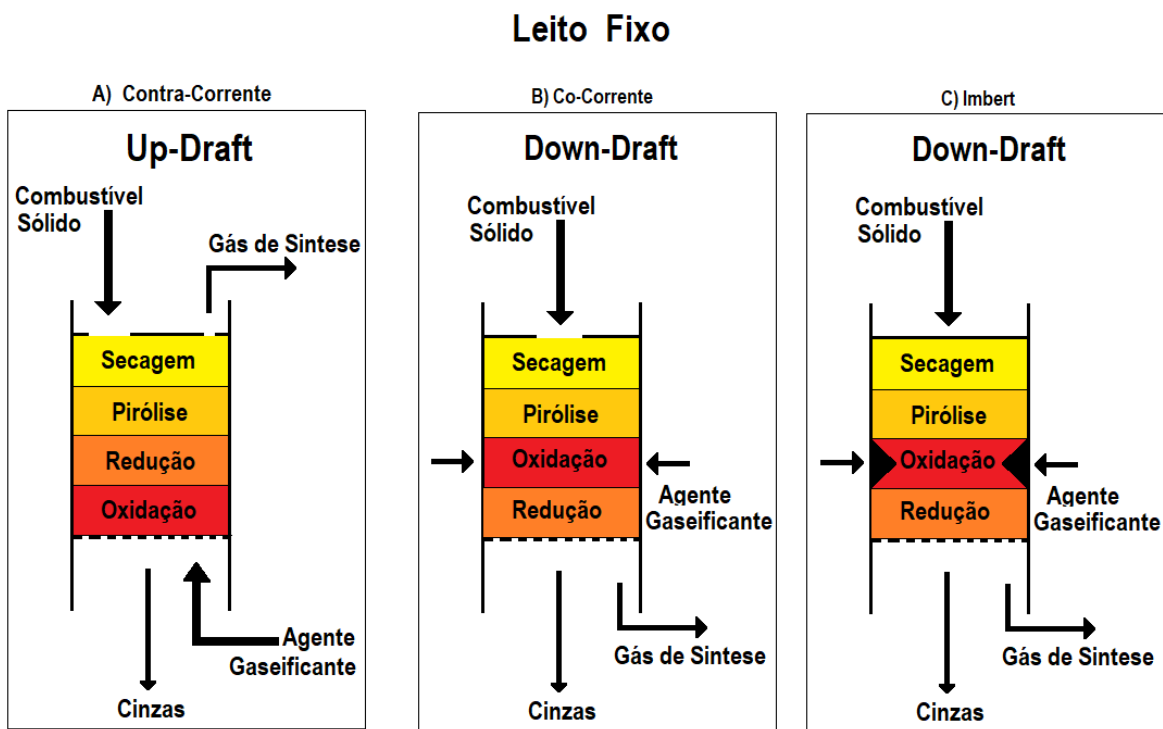 Leito Fixo
A) Contra-Corrente
Up-Draft
Combustível
Sólido
Gás de Sintese
Secagem
Pirólise
Redução
Oxidação
Agente
Gaseificante
Cinzas
B) Co-Corrente
Down-Draft
Combustível
Sólido
Secagem
Pirólise
Oxidação
Redução
Agente
Gaseificante
Gás de Sintese
Cinzas
C) Imbert
Down-Draft
Combustível
Sólido
Secagem
Pirólise
Oxidação
Redução
Agente
Gaseificante
Gás de Sintese
Cinzas